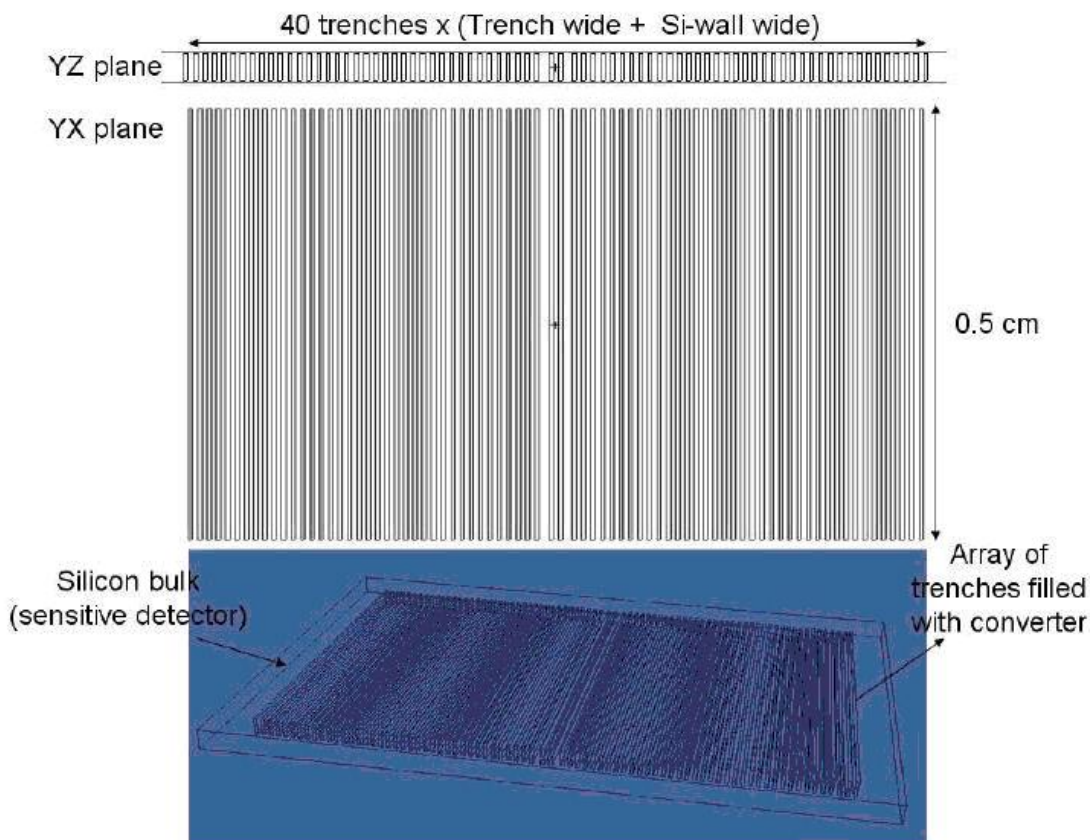 40 trenches x (Trench wide + Si-wall wide)
YZ plane
YX plane
0.5 cm
Silicon bulk
(sensitive detector)
Array of
trenches filled
with converter